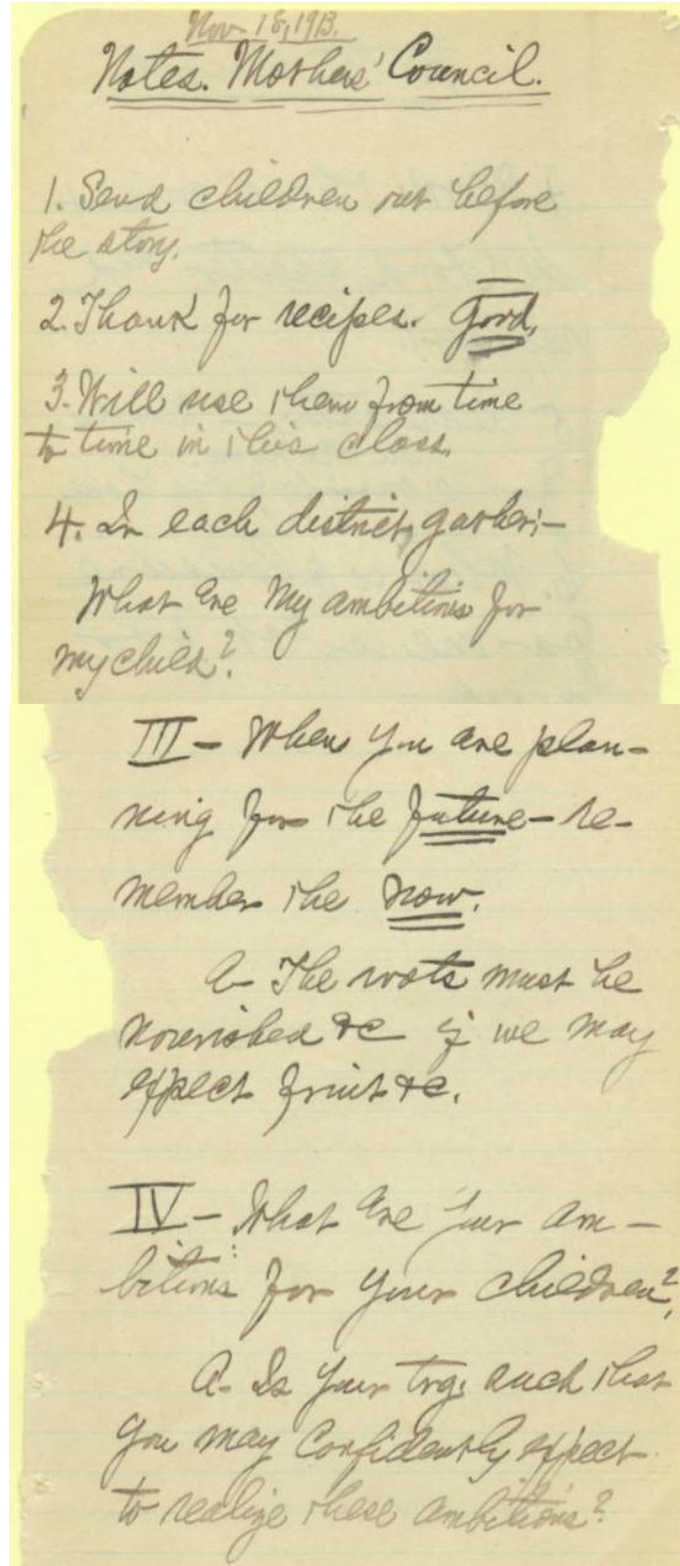 Nov. 18, 1913.
Notes. Mothers' Council.
1. Send children out before
the story.
2. Thank for recipes. Good.
3. Will use them from time
to time in this class.
4. In each district gather:-
What are my ambitions for
my child?
III - When you are plan-
ning for the future - re-
member the now.
a- The roots must be
nourished &c if we may
expect fruit &c.
IV - What are your am-
bitions for your children?
a- Is your trg. such that
you may confidently expect
to realize these ambitions?